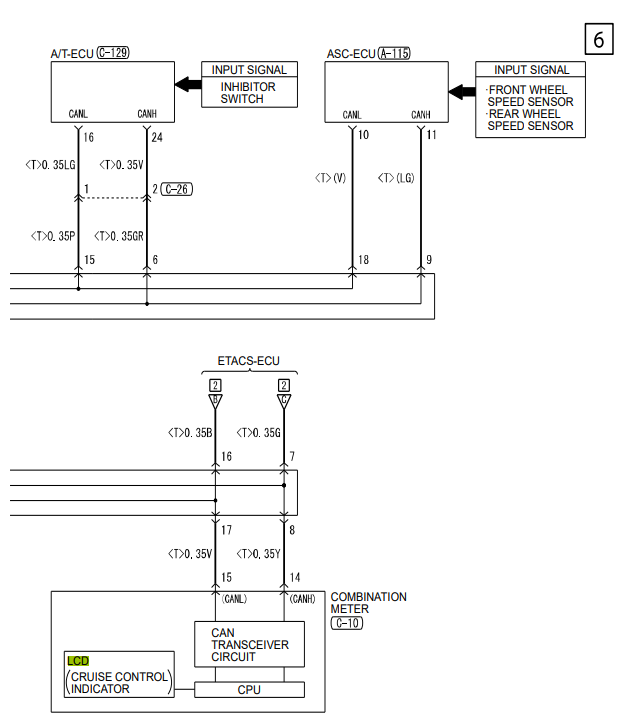 6
A/T-ECU (C-129)
INPUT SIGNAL
INHIBITOR
SWITCH
CANL
CANH
16
24
<T>0. 35LG
<T>0. 35V
1
2 (C-26)
<T>0. 35P
<T>0. 35GR
15
6
ASC-ECU (A-115)
INPUT SIGNAL
·FRONT WHEEL
SPEED SENSOR
·REAR WHEEL
SPEED SENSOR
CANL
CANH
10
11
<T>(V)
<T>(LG)
18
9
ETACS-ECU
2
2
B
C
<T>0. 35B
<T>0. 35G
16
7
17
8
<T>0. 35V
<T>0. 35Y
15
14
(CANL)
(CANH)
COMBINATION
METER
(C-10)
CAN
TRANSCEIVER
CIRCUIT
LCD
(CRUISE CONTROL
INDICATOR)
CPU